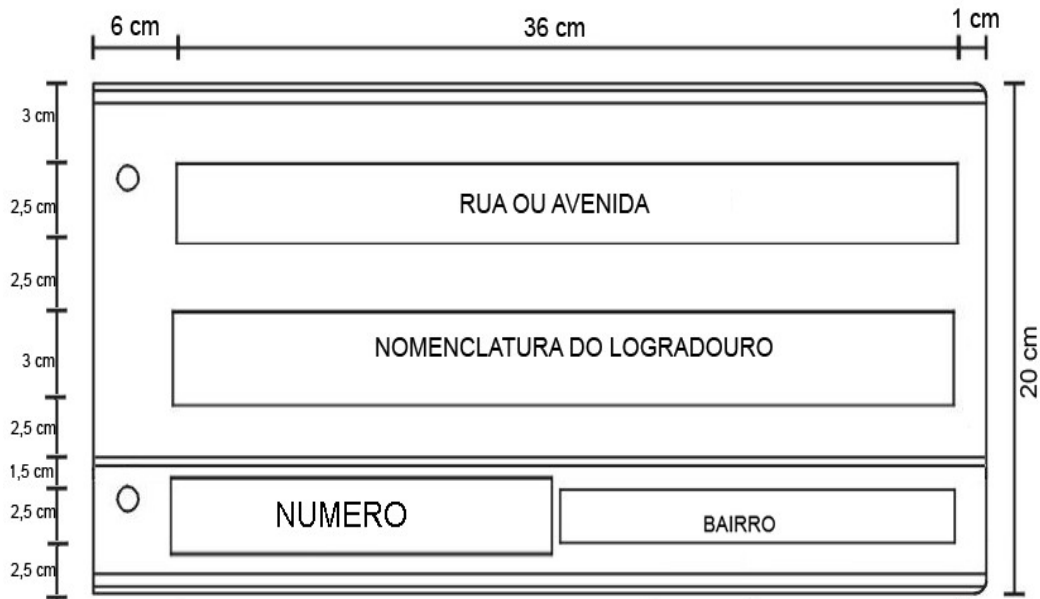 6 cm
36 cm
1 cm
3 cm
2,5 cm
RUA OU AVENIDA
2,5 cm
3 cm
NOMENCLATURA DO LOGRADOURO
20 cm
2,5 cm
1,5 cm
2,5 cm
NUMERO
BAIRRO
2,5 cm